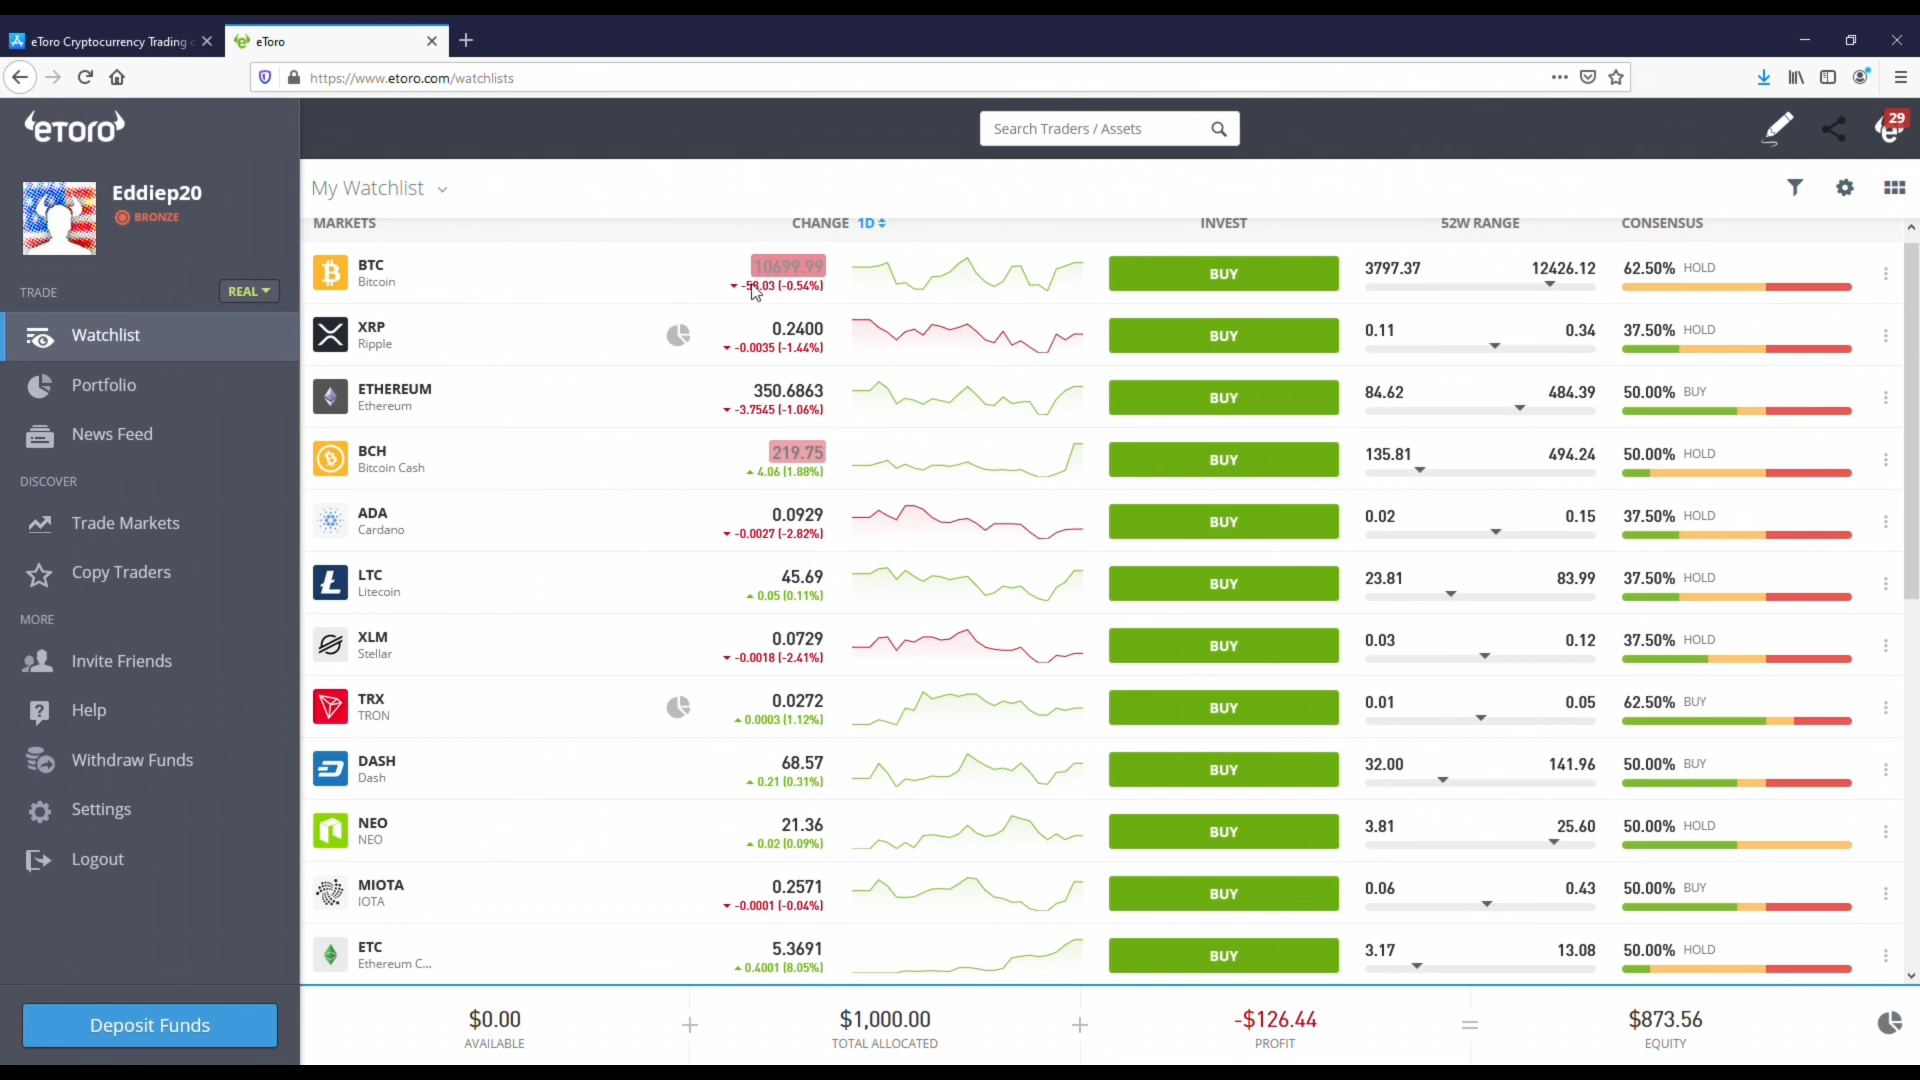 eToro Cryptocurrency Trading
eToro
https://www.etoro.com/watchlists
eToro
Search Traders / Assets
29
Eddiep20
BRONZE
TRADE
REAL
Watchlist
Portfolio
News Feed
DISCOVER
Trade Markets
Copy Traders
MORE
Invite Friends
Help
Withdraw Funds
Settings
Logout
Deposit Funds
My Watchlist
MARKETS CHANGE 1D INVEST 52W RANGE CONSENSUS
BTC 10699.99 BUY 3797.37 12426.12 62.50% HOLD
Bitcoin (-0.54%)
XRP 0.2400 BUY 0.11 0.34 37.50% HOLD
Ripple -0.0035 (-1.44%)
ETHEREUM 350.6863 BUY 84.62 484.39 50.00% BUY
Ethereum -3.7545 (-1.06%)
BCH 219.75 BUY 135.81 494.24 50.00% HOLD
Bitcoin Cash 4.06 (1.88%)
ADA 0.0929 BUY 0.02 0.15 37.50% HOLD
Cardano -0.0027 (-2.82%)
LTC 45.69 BUY 23.81 83.99 37.50% HOLD
Litecoin 0.05 (0.11%)
XLM 0.0729 BUY 0.03 0.12 37.50% HOLD
Stellar -0.0018 (-2.41%)
TRX 0.0272 BUY 0.01 0.05 62.50% BUY
TRON 0.0003 (1.12%)
DASH 68.57 BUY 32.00 141.96 50.00% BUY
Dash 0.21 (0.31%)
NEO 21.36 BUY 3.81 25.60 50.00% HOLD
NEO 0.02 (0.09%)
MIOTA 0.2571 BUY 0.06 0.43 50.00% BUY
IOTA -0.0001 (-0.04%)
ETC 5.3691 BUY 3.17 13.08 50.00% HOLD
Ethereum C... 0.4001 (8.05%)
$0.00 + $1,000.00 + -$126.44 = $873.56
AVAILABLE TOTAL ALLOCATED PROFIT EQUITY